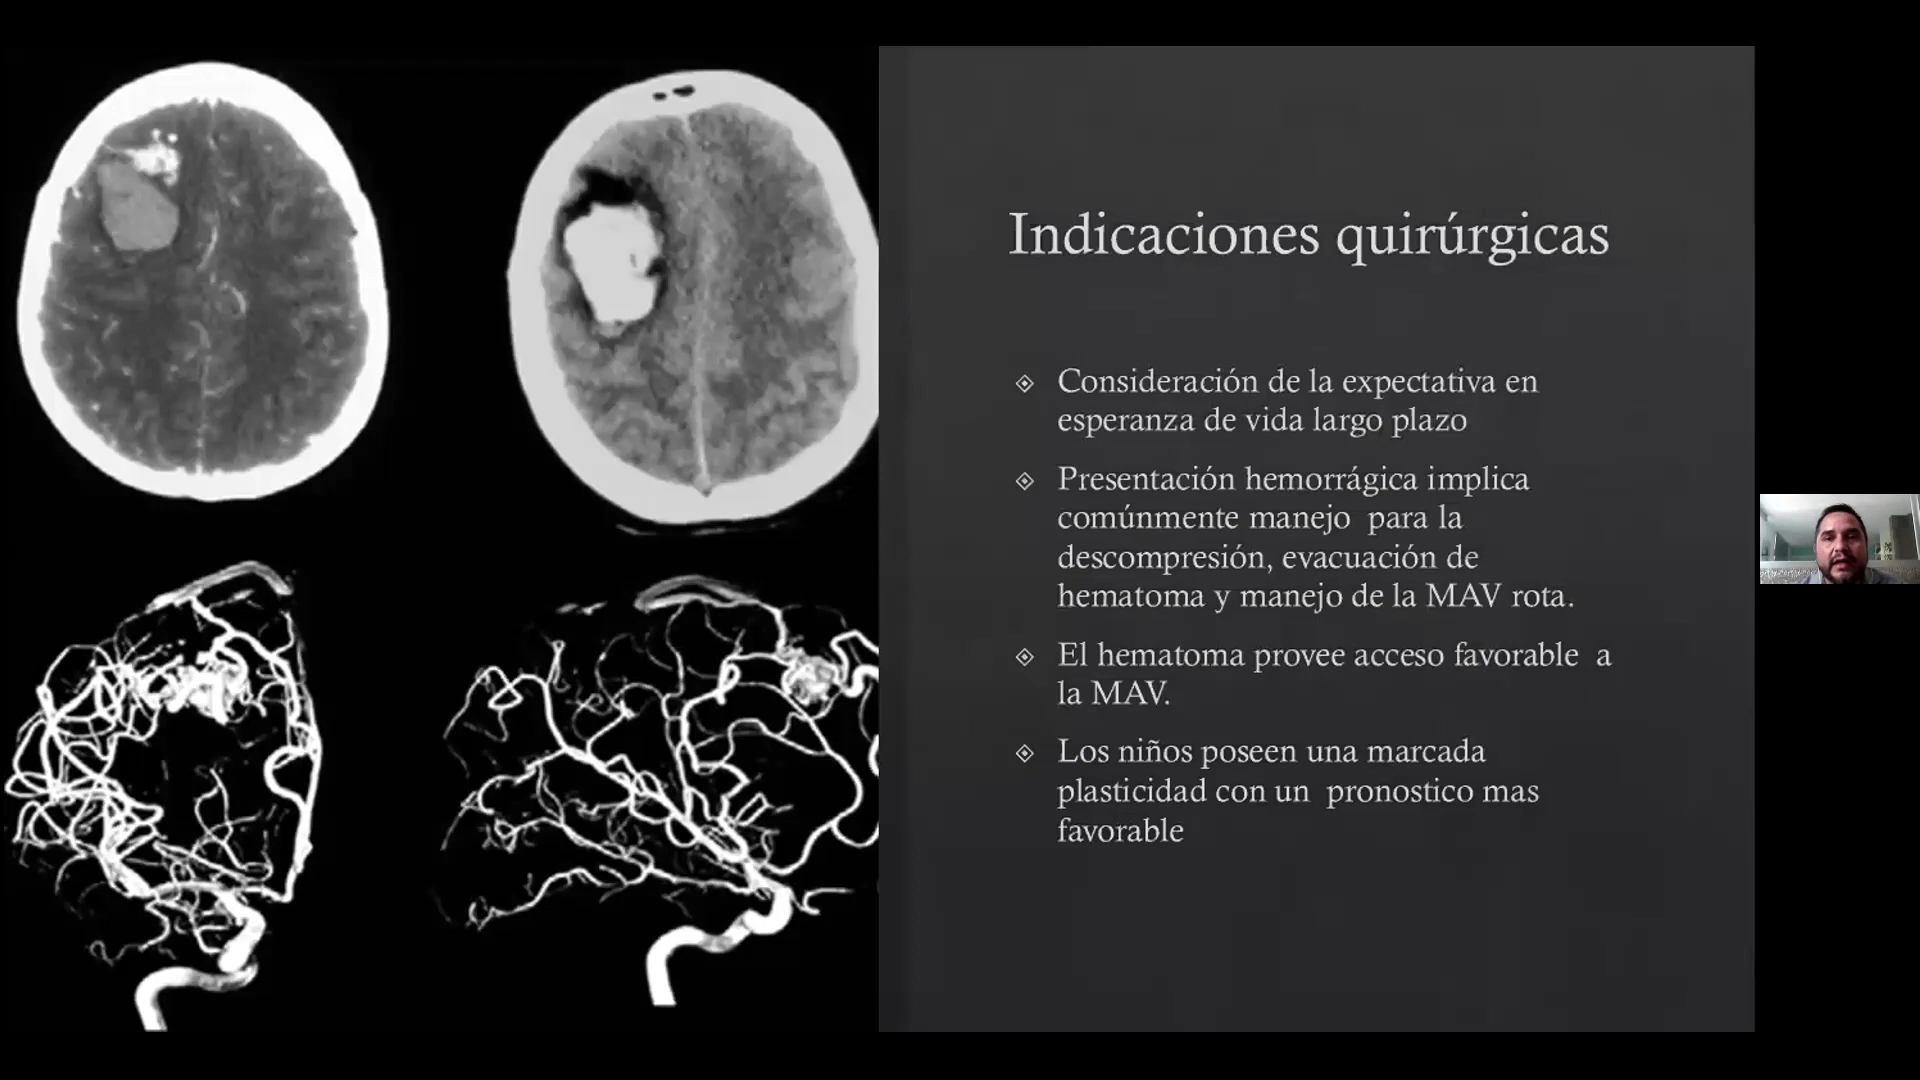 Indicaciones quirúrgicas
Consideración de la expectativa en
esperanza de vida largo plazo
Presentación hemorrágica implica
comúnmente manejo  para la
descompresión, evacuación de
hematoma y manejo de la MAV rota.
El hematoma provee acceso favorable  a
la MAV.
Los niños poseen una marcada
plasticidad con un  pronostico mas
favorable